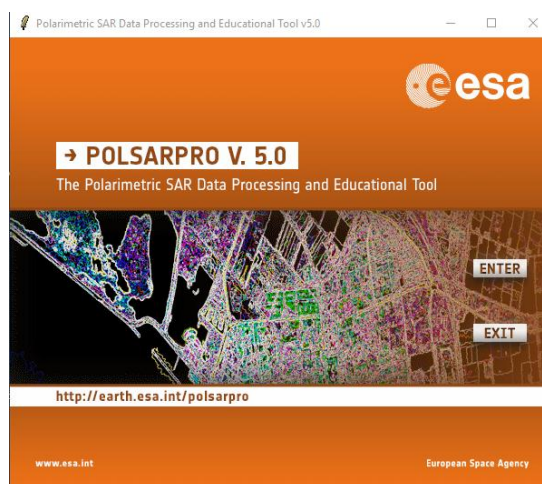 Polarimetric SAR Data Processing and Educational Tool v5.0
esa
→ POLSARPRO V. 5.0
The Polarimetric SAR Data Processing and Educational Tool
ENTER
EXIT
http://earth.esa.int/polsarpro
www.esa.int
European Space Agency